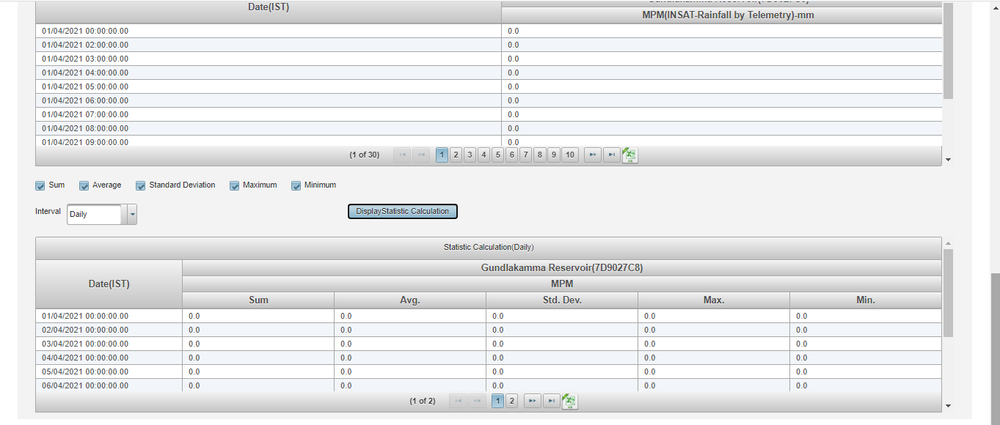 Date(IST)
MPM(INSAT-Rainfall by Telemetry)-mm
01/04/2021 00:00:00.00 0.0
01/04/2021 02:00:00.00 0.0
01/04/2021 03:00:00.00 0.0
01/04/2021 04:00:00.00 0.0
01/04/2021 05:00:00.00 0.0
01/04/2021 06:00:00.00 0.0
01/04/2021 07:00:00.00 0.0
01/04/2021 08:00:00.00 0.0
01/04/2021 09:00:00.00 0.0
(1 of 30) 1 2 3 4 5 6 7 8 9 10
Sum Average Standard Deviation Maximum Minimum
Interval Daily DisplayStatistic Calculation
Statistic Calculation(Daily)
Gundlakamma Reservoir(7D9027C8)
Date(IST) MPM
Sum Avg. Std. Dev. Max. Min.
01/04/2021 00:00:00.00 0.0 0.0 0.0 0.0 0.0
02/04/2021 00:00:00.00 0.0 0.0 0.0 0.0 0.0
03/04/2021 00:00:00.00 0.0 0.0 0.0 0.0 0.0
04/04/2021 00:00:00.00 0.0 0.0 0.0 0.0 0.0
05/04/2021 00:00:00.00 0.0 0.0 0.0 0.0 0.0
06/04/2021 00:00:00.00 0.0 0.0 0.0 0.0 0.0
(1 of 2) 1 2